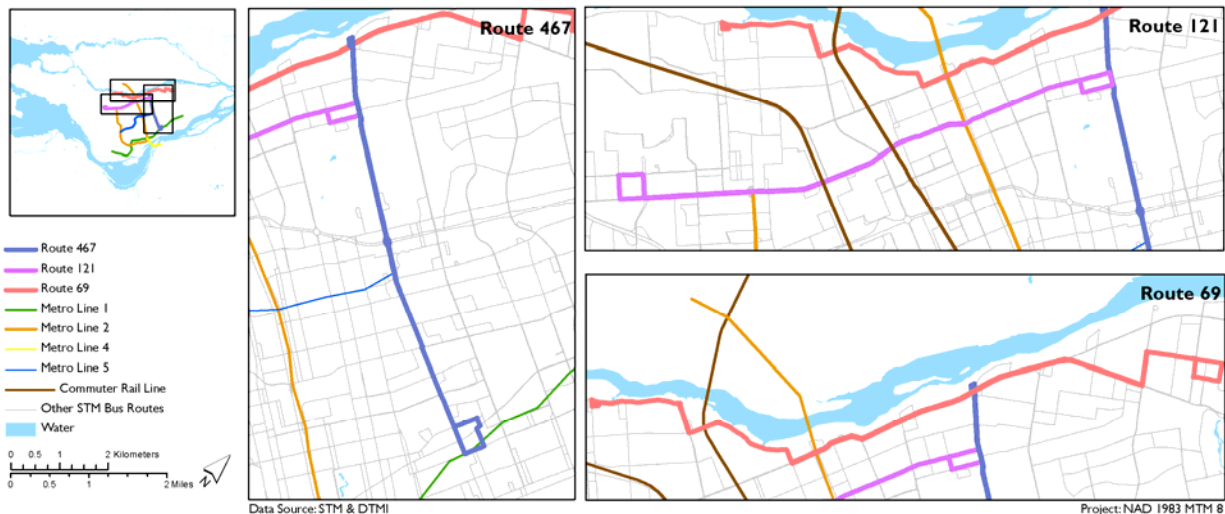 Route 467
Route 121
Route 69
Route 467
Route 121
Route 69
Metro Line 1
Metro Line 2
Metro Line 4
Metro Line 5
Commuter Rail Line
Other STM Bus Routes
Water
0 0.5 1 2 Kilometers
0 0.5 1 2 Miles
N
Data Source: STM & DTMI
Project: NAD 1983 MTM 8